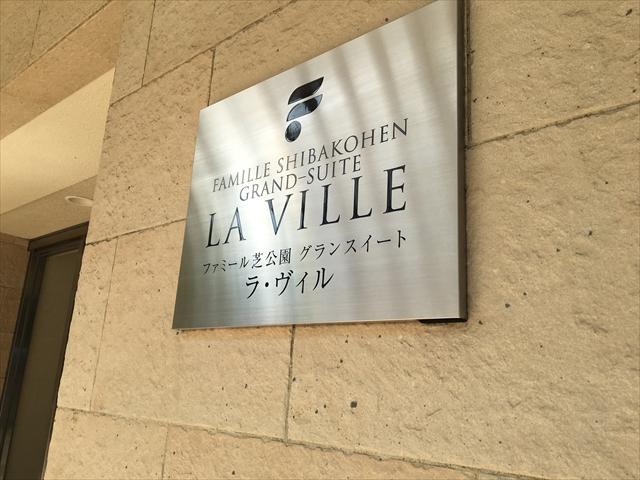 FAMILLE SHIBAKOHEN
GRAND-SUITE
LA VILLE
ファミール芝公園 グランスイート
ラ・ヴィル